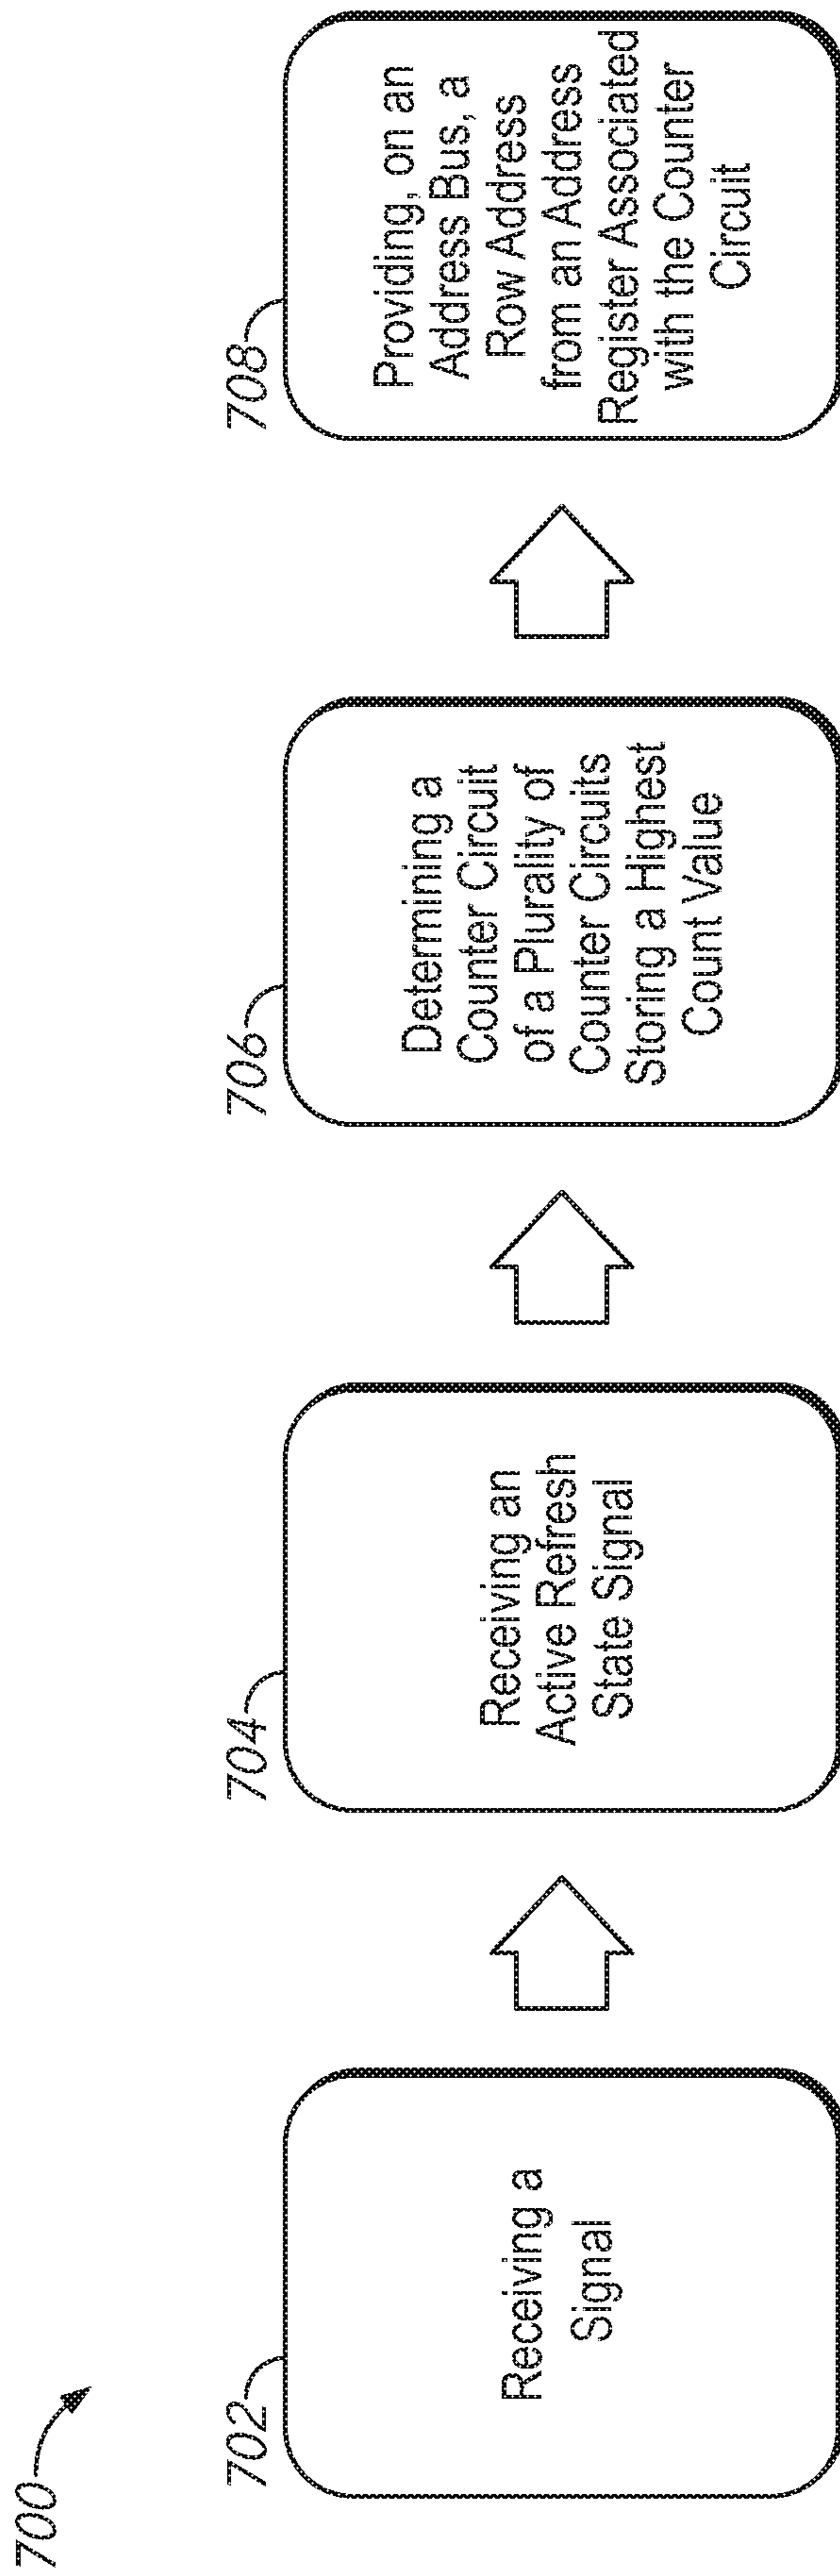 700
702
Receiving a
Signal
704
Receiving an
Active Refresh
State Signal
706
Determining a
Counter Circuit
of a Plurality of
Counter Circuits
Storing a Highest
Count Value
708
Providing, on an
Address Bus, a
Row Address
from an Address
Register Associated
with the Counter
Circuit